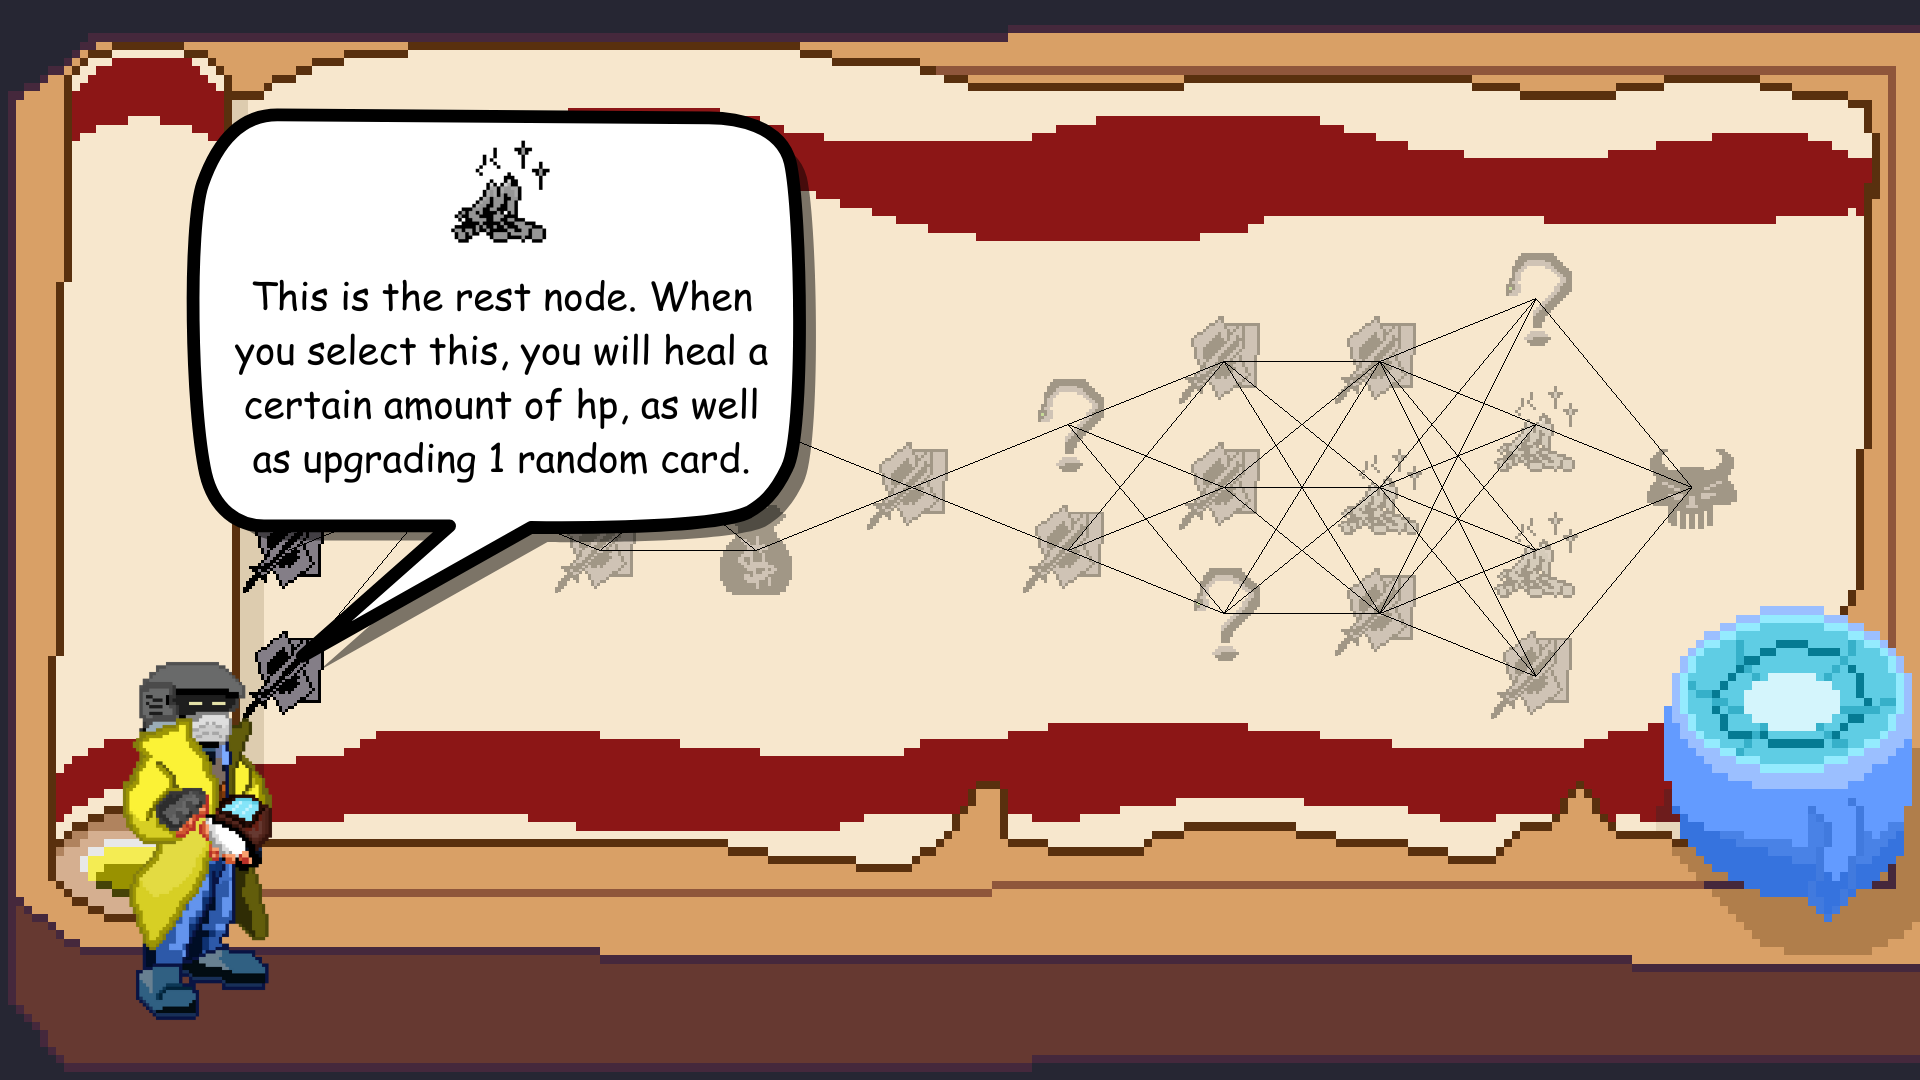 This is the rest node. When
you select this, you will heal a
certain amount of hp, as well
as upgrading 1 random card.